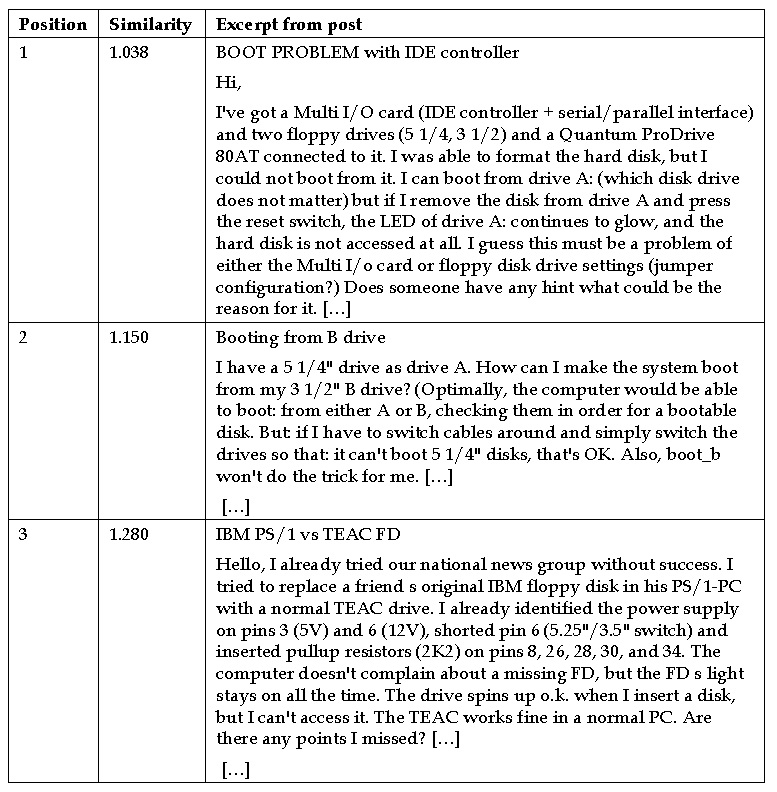 Position Similarity Excerpt from post
1 1.038 BOOT PROBLEM with IDE controller
Hi,
I've got a Multi I/O card (IDE controller + serial/parallel interface)
and two floppy drives (5 1/4, 3 1/2) and a Quantum ProDrive
80AT connected to it. I was able to format the hard disk, but I
could not boot from it. I can boot from drive A: (which disk drive
does not matter) but if I remove the disk from drive A and press
the reset switch, the LED of drive A: continues to glow, and the
hard disk is not accessed at all. I guess this must be a problem of
either the Multi I/o card or floppy disk drive settings (jumper
configuration?) Does someone have any hint what could be the
reason for it. […]
2 1.150 Booting from B drive
I have a 5 1/4" drive as drive A. How can I make the system boot
from my 3 1/2" B drive? (Optimally, the computer would be able
to boot: from either A or B, checking them in order for a bootable
disk. But: if I have to switch cables around and simply switch the
drives so that: it can't boot 5 1/4" disks, that's OK. Also, boot_b
won't do the trick for me. […]
[…]
3 1.280 IBM PS/1 vs TEAC FD
Hello, I already tried our national news group without success. I
tried to replace a friend s original IBM floppy disk in his PS/1-PC
with a normal TEAC drive. I already identified the power supply
on pins 3 (5V) and 6 (12V), shorted pin 6 (5.25"/3.5" switch) and
inserted pullup resistors (2K2) on pins 8, 26, 28, 30, and 34. The
computer doesn't complain about a missing FD, but the FD s light
stays on all the time. The drive spins up o.k. when I insert a disk,
but I can't access it. The TEAC works fine in a normal PC. Are
there any points I missed? […]
[…]